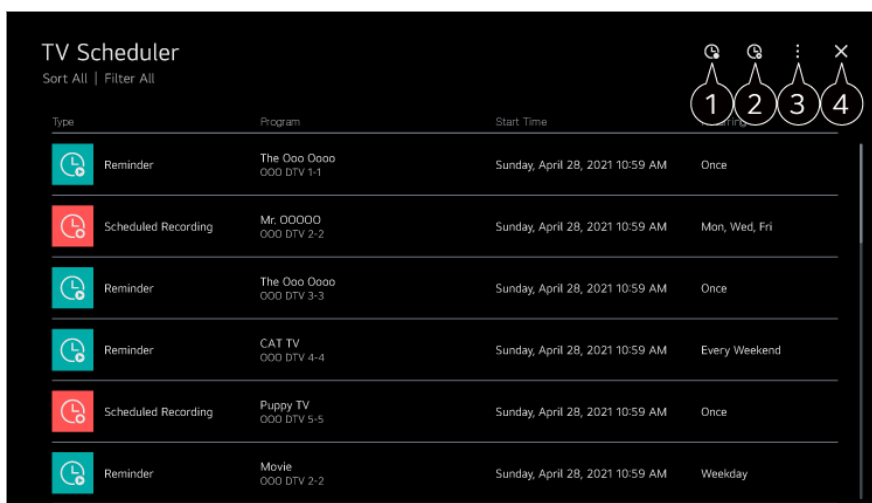 TV Scheduler
Sort All | Filter All
1 2 3 4
Type Program Start Time
Reminder The Ooo Oooo Sunday, April 28, 2021 10:59 AM Once
OOO DTV 1-1
Scheduled Recording Mr. OOOOO Sunday, April 28, 2021 10:59 AM Mon, Wed, Fri
OOO DTV 2-2
Reminder The Ooo Oooo Sunday, April 28, 2021 10:59 AM Once
OOO DTV 3-3
Reminder CAT TV Sunday, April 28, 2021 10:59 AM Every Weekend
OOO DTV 4-4
Scheduled Recording Puppy TV Sunday, April 28, 2021 10:59 AM Once
OOO DTV 5-5
Reminder Movie Sunday, April 28, 2021 10:59 AM Weekday
OOO DTV 2-2